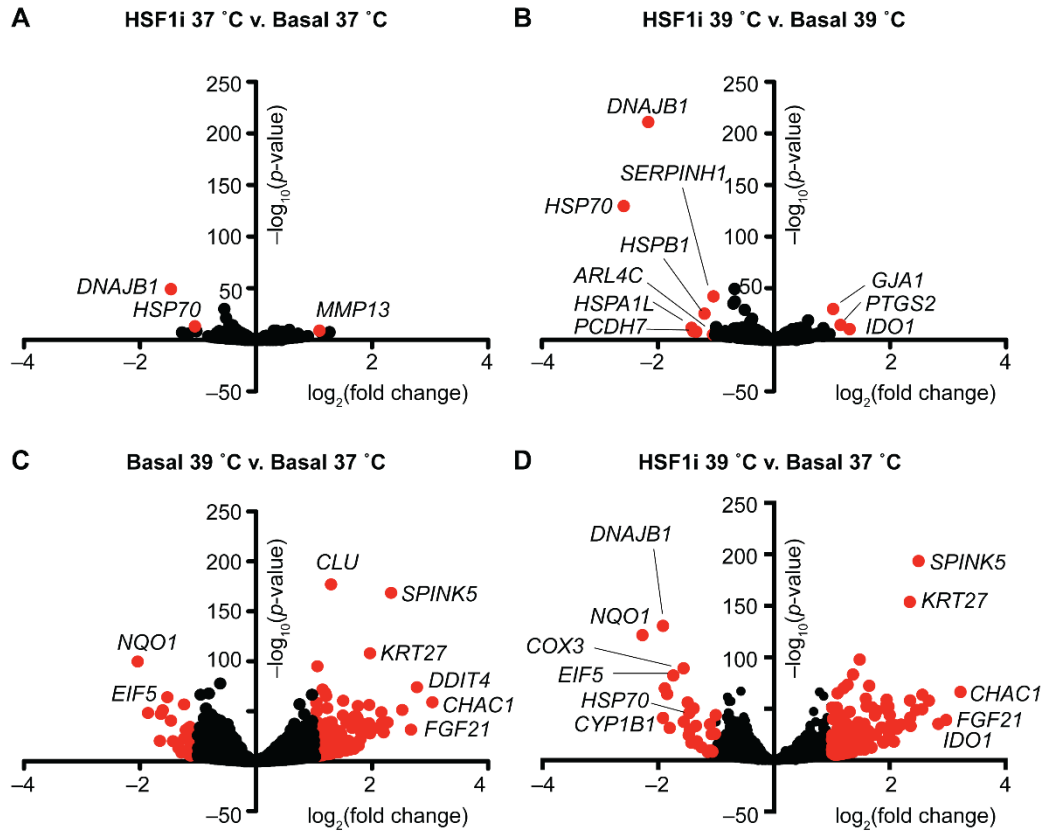 A
HSF1i 37 ˚C v. Basal 37 ˚C
250
200
150
100
50
–50
–4
–2
2
4
–log10(p-value)
log2(fold change)
DNAJB1
HSP70
MMP13
B
HSF1i 39 ˚C v. Basal 39 ˚C
250
200
150
100
50
–50
–4
–2
2
4
–log10(p-value)
log2(fold change)
DNAJB1
SERPINH1
HSP70
HSPB1
ARL4C
HSPA1L
PCDH7
GJA1
PTGS2
IDO1
C
Basal 39 ˚C v. Basal 37 ˚C
250
200
150
100
50
–50
–4
–2
2
4
–log10(p-value)
log2(fold change)
CLU
SPINK5
NQO1
KRT27
EIF5
DDIT4
CHAC1
FGF21
D
HSF1i 39 ˚C v. Basal 37 ˚C
250
200
150
100
50
–50
–4
–2
2
4
–log10(p-value)
log2(fold change)
DNAJB1
SPINK5
NQO1
KRT27
COX3
EIF5
HSP70
CYP1B1
CHAC1
FGF21
IDO1